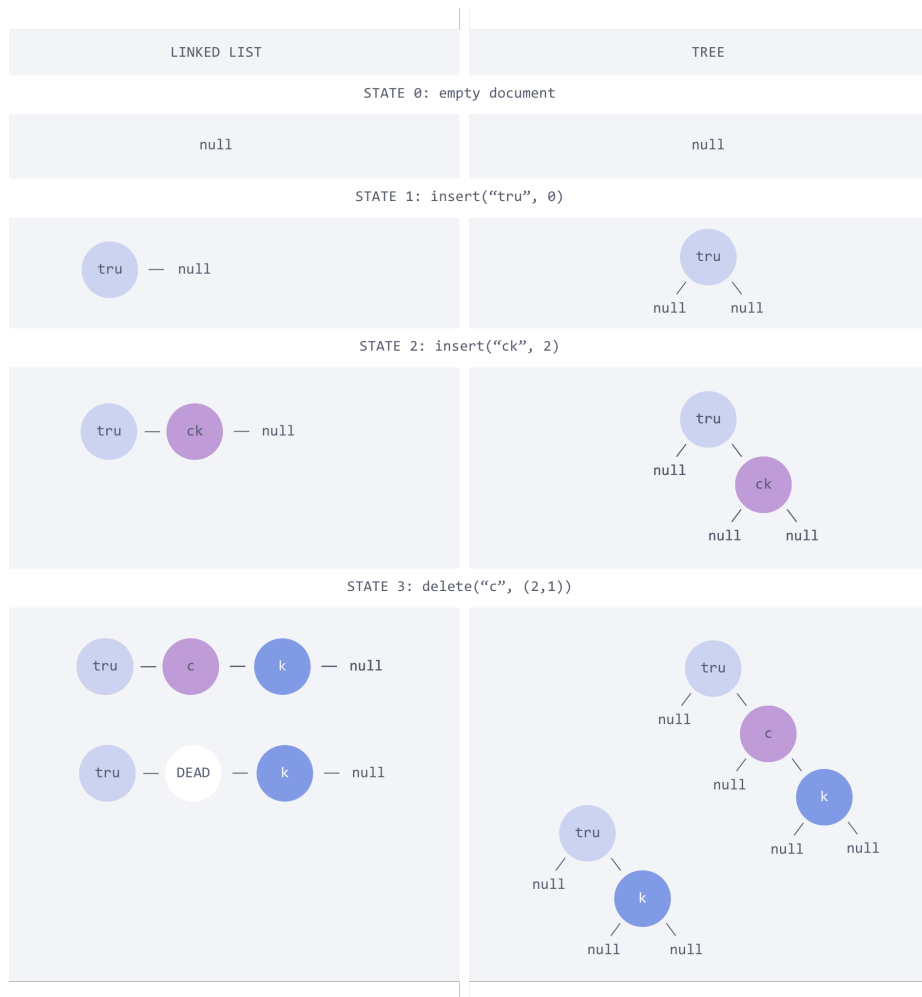 LINKED LIST
TREE
STATE 0: empty document
null
null
STATE 1: insert(“tru”, 0)
tru
null
tru
null
null
STATE 2: insert(“ck”, 2)
tru
ck
null
tru
null
ck
null
null
STATE 3: delete(“c”, (2,1))
tru
c
k
null
tru
DEAD
k
null
tru
null
c
null
k
null
null
tru
null
k
null
null